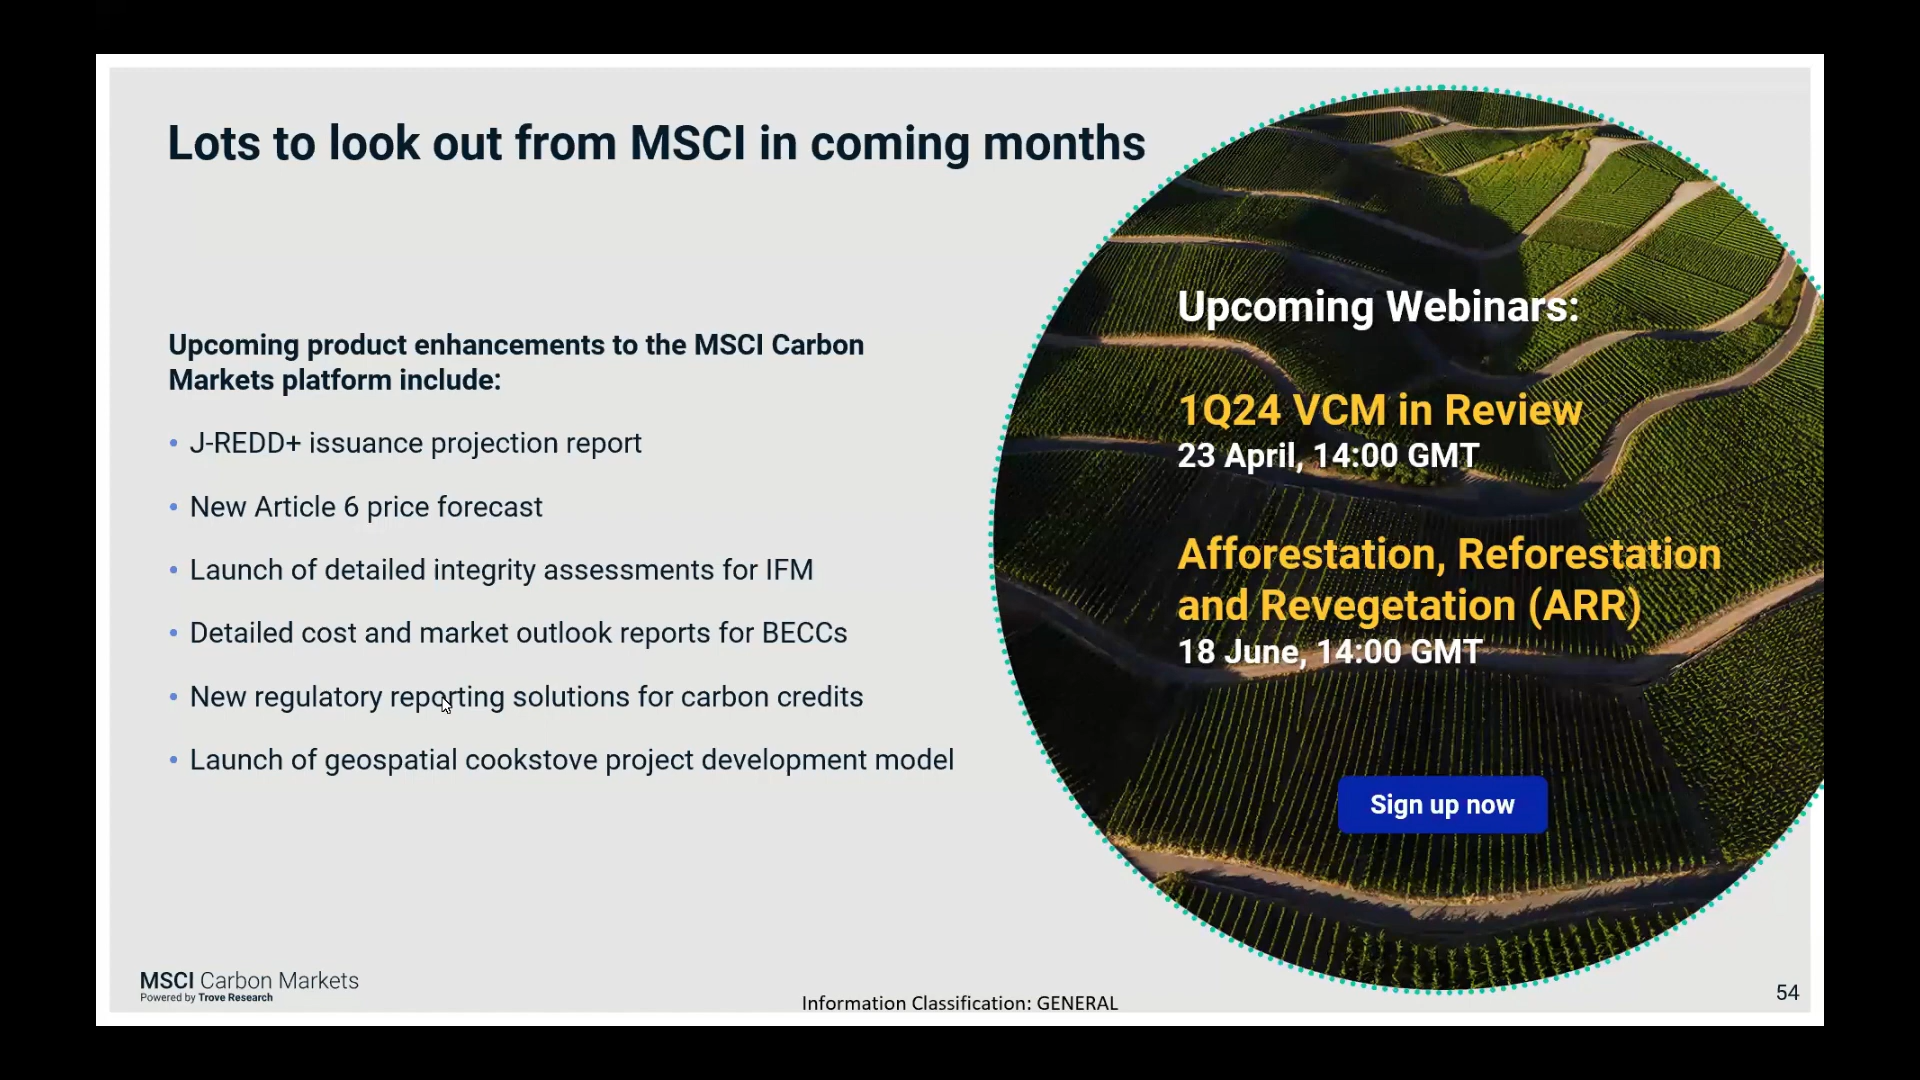 Lots to look out from MSCI in coming months
Upcoming product enhancements to the MSCI Carbon
Markets platform include:
• J-REDD+ issuance projection report
• New Article 6 price forecast
• Launch of detailed integrity assessments for IFM
• Detailed cost and market outlook reports for BECCs
• New regulatory reporting solutions for carbon credits
• Launch of geospatial cookstove project development model
Upcoming Webinars:
1Q24 VCM in Review
23 April, 14:00 GMT
Afforestation, Reforestation
and Revegetation (ARR)
18 June, 14:00 GMT
Sign up now
MSCI Carbon Markets
Powered by Trove Research
Information Classification: GENERAL
54